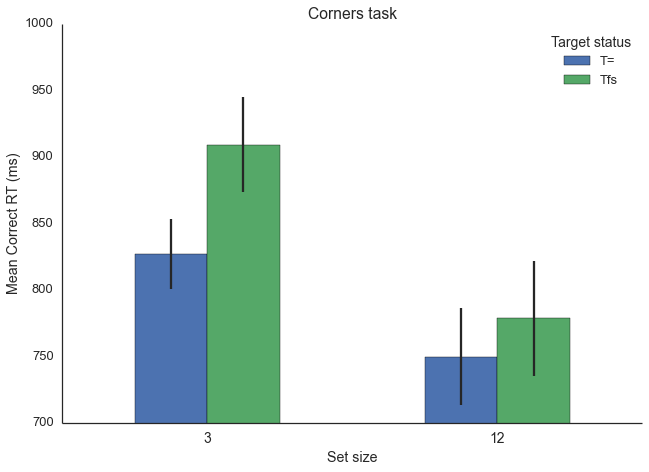 Corners task
Target status
T=
Tfs
Mean Correct RT (ms)
1000
950
900
850
800
750
700
3
12
Set size